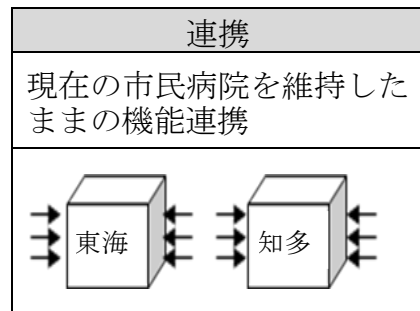 連携
現在の市民病院を維持した
ままの機能連携
東海 知多